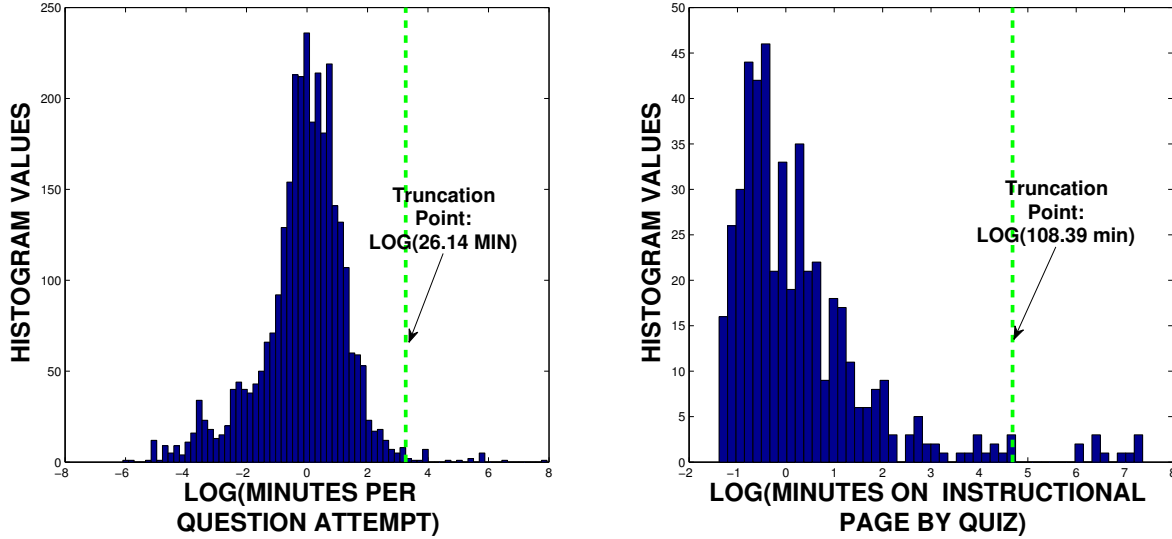 250
200
150
100
50
0
HISTOGRAM VALUES
Truncation
Point:
LOG(26.14 MIN)
−8 −6 −4 −2 0 2 4 6 8
LOG(MINUTES PER
QUESTION ATTEMPT)
50
45
40
35
30
25
20
15
10
5
0
HISTOGRAM VALUES
Truncation
Point:
LOG(108.39 min)
−2 −1 0 1 2 3 4 5 6 7 8
LOG(MINUTES ON INSTRUCTIONAL
PAGE BY QUIZ)